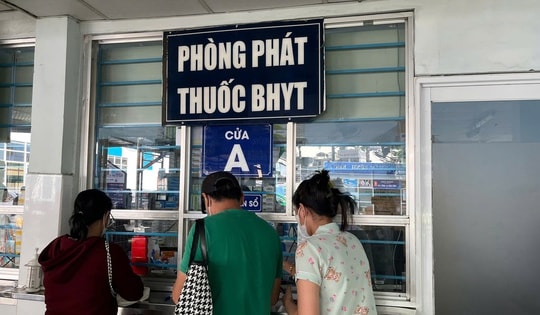 PHÒNG PHÁT
THUỐC BHYT
CỬA
A
SỐ